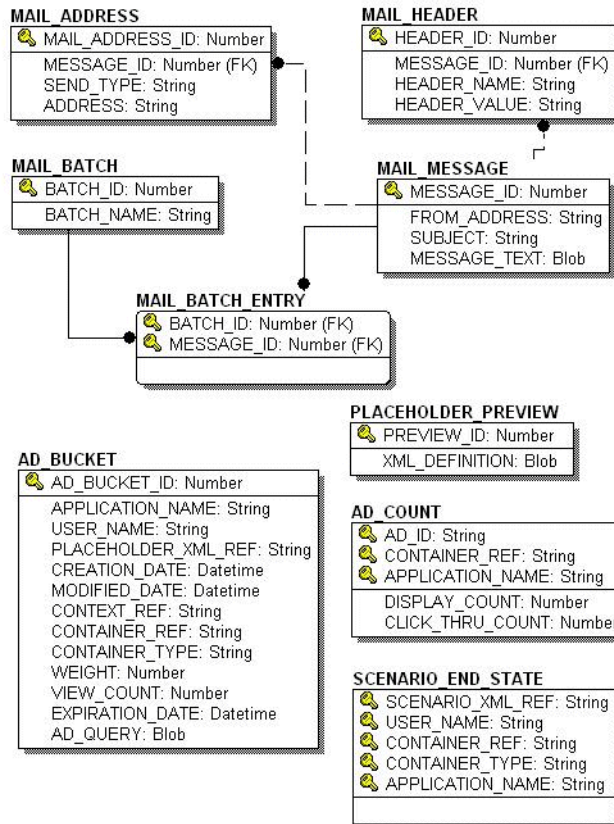 MAIL_ADDRESS
MAIL_ADDRESS_ID: Number
MESSAGE_ID: Number (FK)
SEND_TYPE: String
ADDRESS: String
MAIL_HEADER
HEADER_ID: Number
MESSAGE_ID: Number (FK)
HEADER_NAME: String
HEADER_VALUE: String
MAIL_BATCH
BATCH_ID: Number
BATCH_NAME: String
MAIL_MESSAGE
MESSAGE_ID: Number
FROM_ADDRESS: String
SUBJECT: String
MESSAGE_TEXT: Blob
MAIL_BATCH_ENTRY
BATCH_ID: Number (FK)
MESSAGE_ID: Number (FK)
PLACEHOLDER_PREVIEW
PREVIEW_ID: Number
XML_DEFINITION: Blob
AD_BUCKET
AD_BUCKET_ID: Number
APPLICATION_NAME: String
USER_NAME: String
PLACEHOLDER_XML_REF: String
CREATION_DATE: Datetime
MODIFIED_DATE: Datetime
CONTEXT_REF: String
CONTAINER_REF: String
CONTAINER_TYPE: String
WEIGHT: Number
VIEW_COUNT: Number
EXPIRATION_DATE: Datetime
AD_QUERY: Blob
AD_COUNT
AD_ID: String
CONTAINER_REF: String
APPLICATION_NAME: String
DISPLAY_COUNT: Number
CLICK_THRU_COUNT: Number
SCENARIO_END_STATE
SCENARIO_XML_REF: String
USER_NAME: String
CONTAINER_REF: String
CONTAINER_TYPE: String
APPLICATION_NAME: String